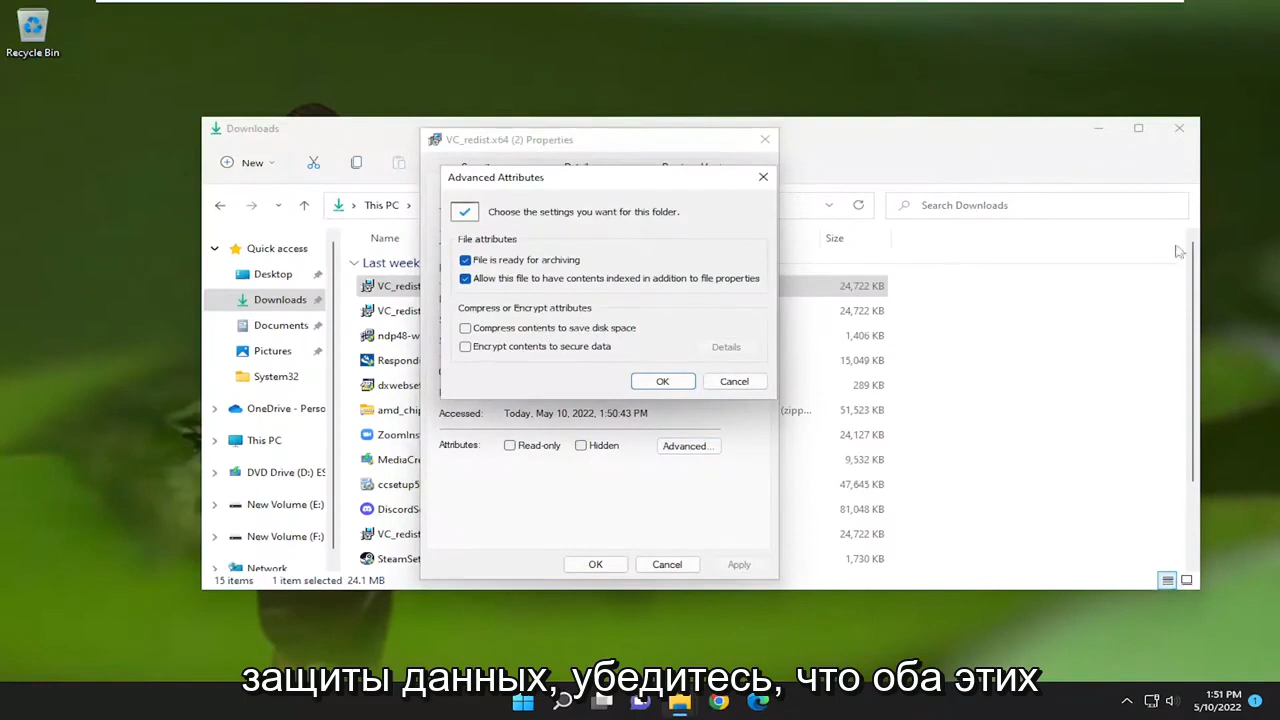 Recycle Bin
Downloads
VC_redist.x64 (2) Properties
New
Advanced Attributes
This PC
Search Downloads
Choose the settings you want for this folder.
Name
Size
File attributes
Quick access
File is ready for archiving
Last week
Desktop
Allow this file to have contents indexed in addition to file properties
VC_redist
24,722 KB
Downloads
Compress or Encrypt attributes
VC_redist
24,722 KB
Documents
Compress contents to save disk space
ndp48-w
1,406 KB
Pictures
Encrypt contents to secure data
Details
Respond
15,049 KB
System32
OK
Cancel
dxwebset
289 KB
OneDrive - Perso
amd_chip
Accessed:
Today, May 10, 2022, 1:50:43 PM
(zipp...
51,523 KB
This PC
ZoomIns
24,127 KB
Attributes:
Read-only
Hidden
Advanced...
MediaCre
9,532 KB
DVD Drive (D:) ES
ccsetup5
47,645 KB
New Volume (E:)
DiscordS
81,048 KB
New Volume (F:)
VC_redist
24,722 KB
Network
SteamSet
OK
Cancel
Apply
1,730 KB
15 items
1 item selected
24.1 MB
защиты данных, убедитесь, что оба этих
1:51 PM
5/10/2022
1